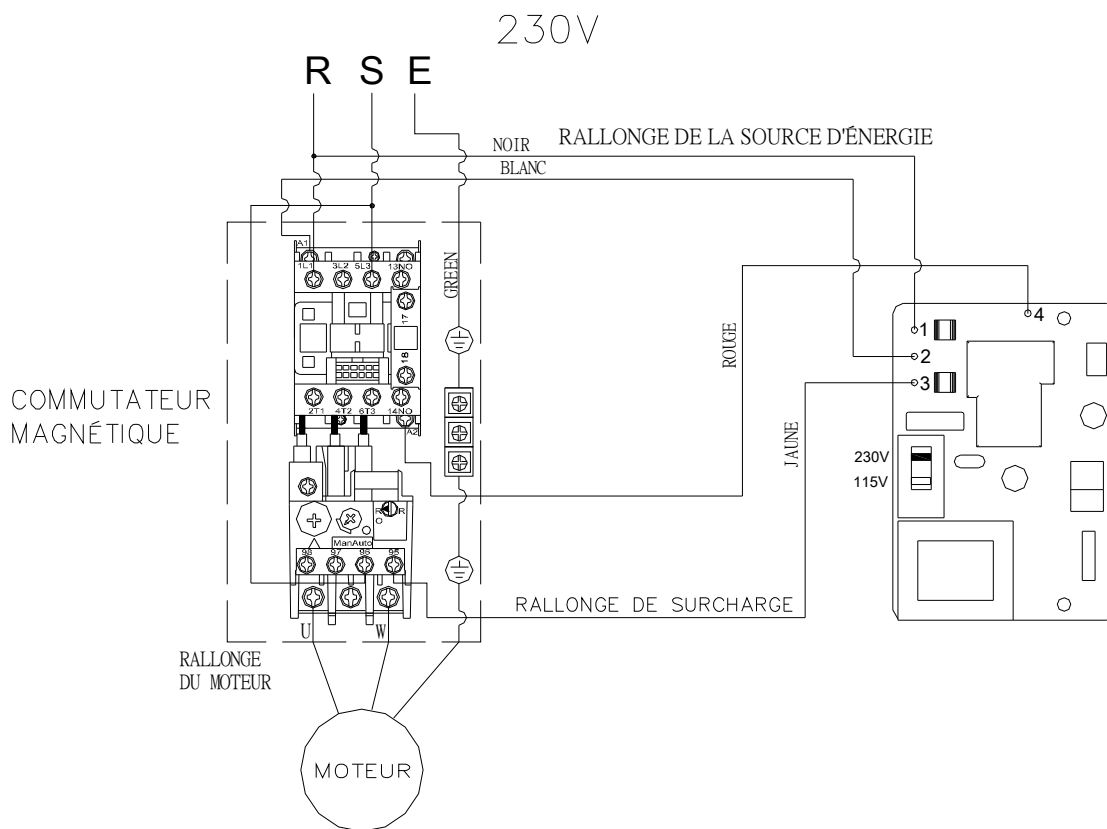 230V
R S E
RALLONGE DE LA SOURCE D'ÉNERGIE
NOIR
BLANC
A1
1L1 3L2 5L3 13NO
GREEN
17
18
ROUGE
4
1
2
3
COMMUTATEUR
MAGNÉTIQUE
2T1 4T2 6T3 14NO
A2
JAUNE
230V
115V
R R
O
ManAuto
98 97 96 95
RALLONGE DE SURCHARGE
U W
RALLONGE
DU MOTEUR
MOTEUR